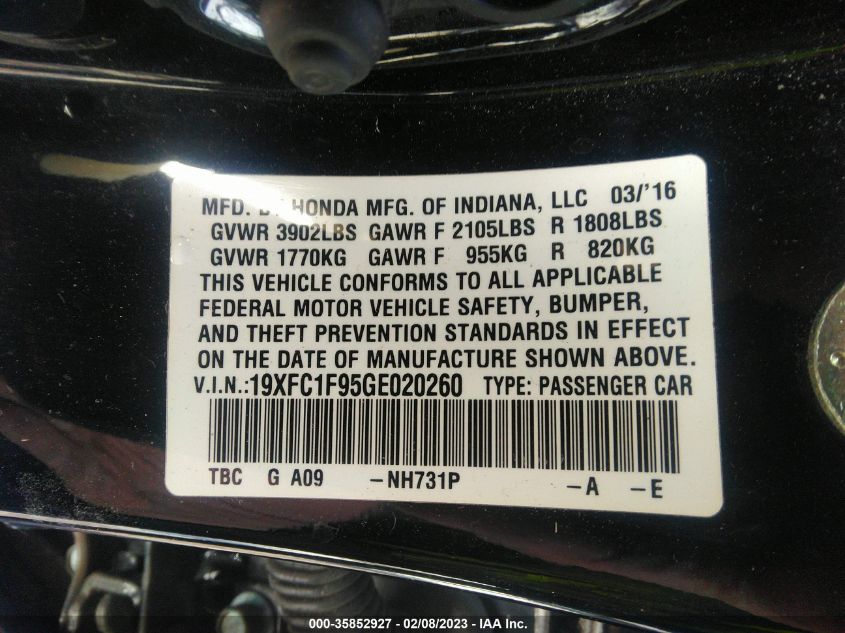 MFD. BY HONDA MFG. OF INDIANA, LLC 03/'16
GVWR 3902LBS GAWR F 2105LBS R 1808LBS
GVWR 1770KG GAWR F 955KG R 820KG
THIS VEHICLE CONFORMS TO ALL APPLICABLE
FEDERAL MOTOR VEHICLE SAFETY, BUMPER,
AND THEFT PREVENTION STANDARDS IN EFFECT
ON THE DATE OF MANUFACTURE SHOWN ABOVE.
V.I.N.:19XFC1F95GE020260 TYPE: PASSENGER CAR
TBC G A09 -NH731P -A -E
000-35852927 - 02/08/2023 - IAA Inc.